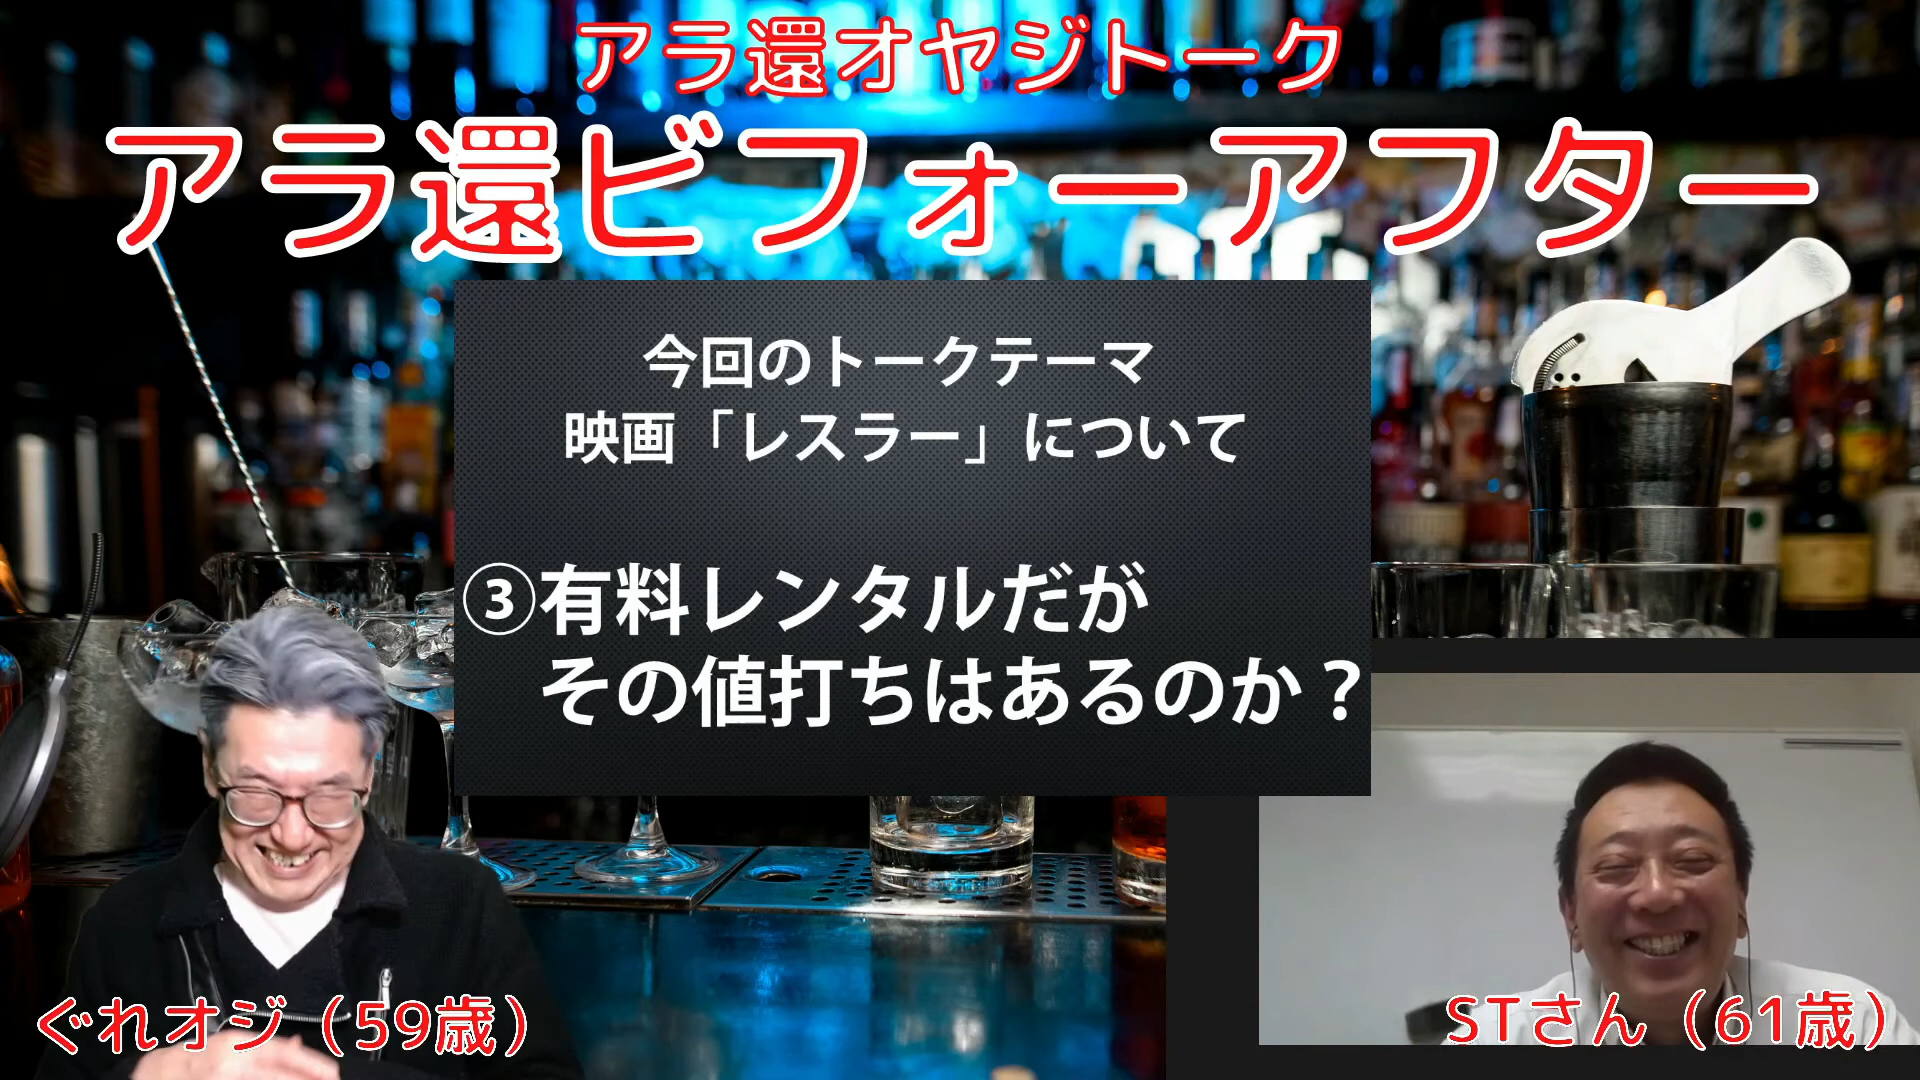 アラ還オヤジトーク
アラ還ビフォーアフター
今回のトークテーマ
映画「レスラー」について
③有料レンタルだが
その値打ちはあるのか？
ぐれオジ（59歳）
STさん（61歳）